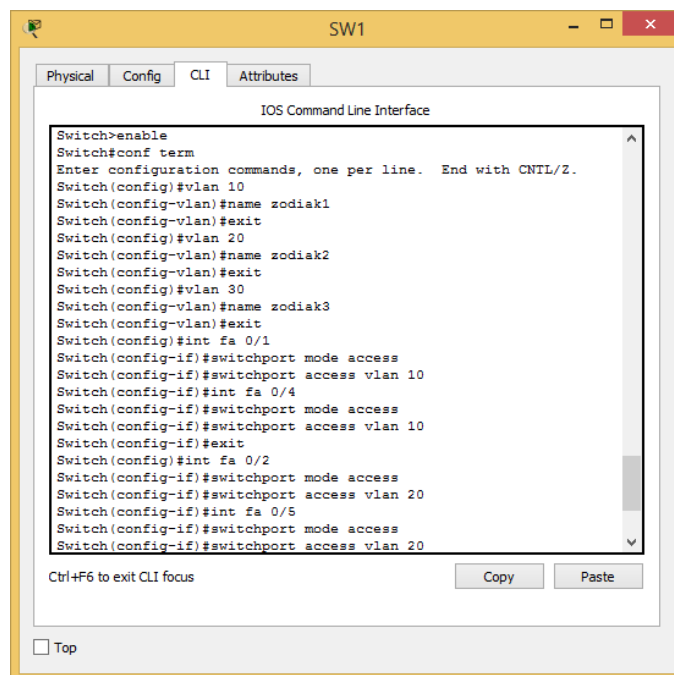 SW1
Physical Config CLI Attributes
IOS Command Line Interface
Switch>enable
Switch#conf term
Enter configuration commands, one per line.  End with CNTL/Z.
Switch(config)#vlan 10
Switch(config-vlan)#name zodiak1
Switch(config-vlan)#exit
Switch(config)#vlan 20
Switch(config-vlan)#name zodiak2
Switch(config-vlan)#exit
Switch(config)#vlan 30
Switch(config-vlan)#name zodiak3
Switch(config-vlan)#exit
Switch(config)#int fa 0/1
Switch(config-if)#switchport mode access
Switch(config-if)#switchport access vlan 10
Switch(config-if)#int fa 0/4
Switch(config-if)#switchport mode access
Switch(config-if)#switchport access vlan 10
Switch(config-if)#exit
Switch(config)#int fa 0/2
Switch(config-if)#switchport mode access
Switch(config-if)#switchport access vlan 20
Switch(config-if)#int fa 0/5
Switch(config-if)#switchport mode access
Switch(config-if)#switchport access vlan 20
Ctrl+F6 to exit CLI focus Copy Paste
Top